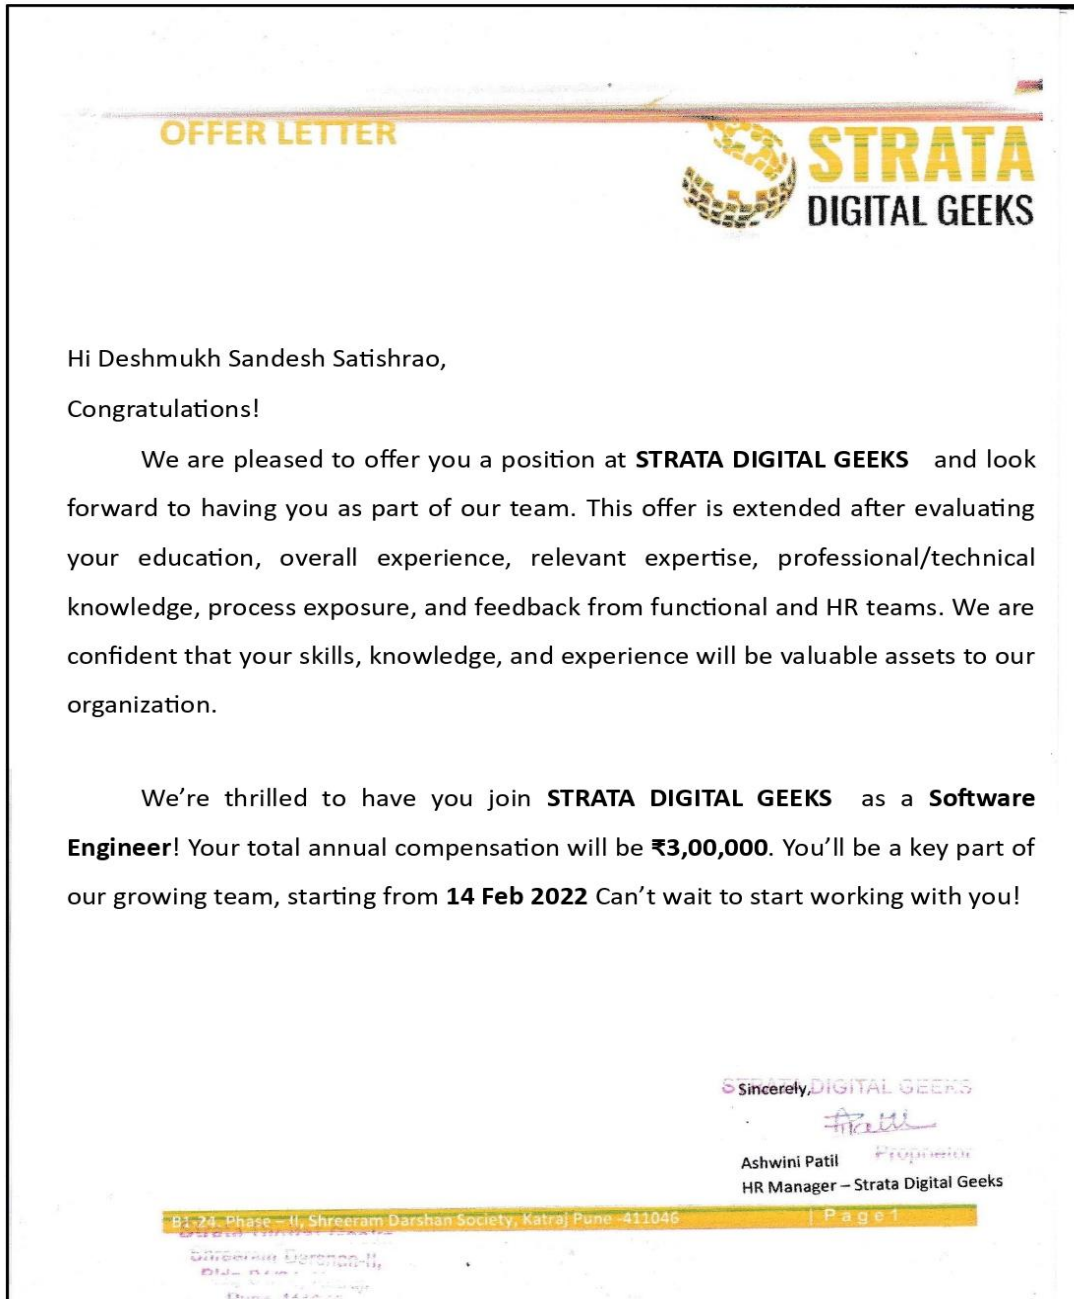 OFFER LETTER
STRATA
DIGITAL GEEKS
Hi Deshmukh Sandesh Satishrao,
Congratulations!
We are pleased to offer you a position at STRATA DIGITAL GEEKS and look
forward to having you as part of our team. This offer is extended after evaluating
your education, overall experience, relevant expertise, professional/technical
knowledge, process exposure, and feedback from functional and HR teams. We are
confident that your skills, knowledge, and experience will be valuable assets to our
organization.
We’re thrilled to have you join STRATA DIGITAL GEEKS as a Software
Engineer! Your total annual compensation will be ₹3,00,000. You’ll be a key part of
our growing team, starting from 14 Feb 2022 Can’t wait to start working with you!
STRATA DIGITAL GEEKS
Sincerely,
Proprietor
Ashwini Patil
HR Manager – Strata Digital Geeks
B1-24, Phase – II, Shreeram Darshan Society, Katraj Pune -411046 | Page 1
Shreeram Darshan-II,